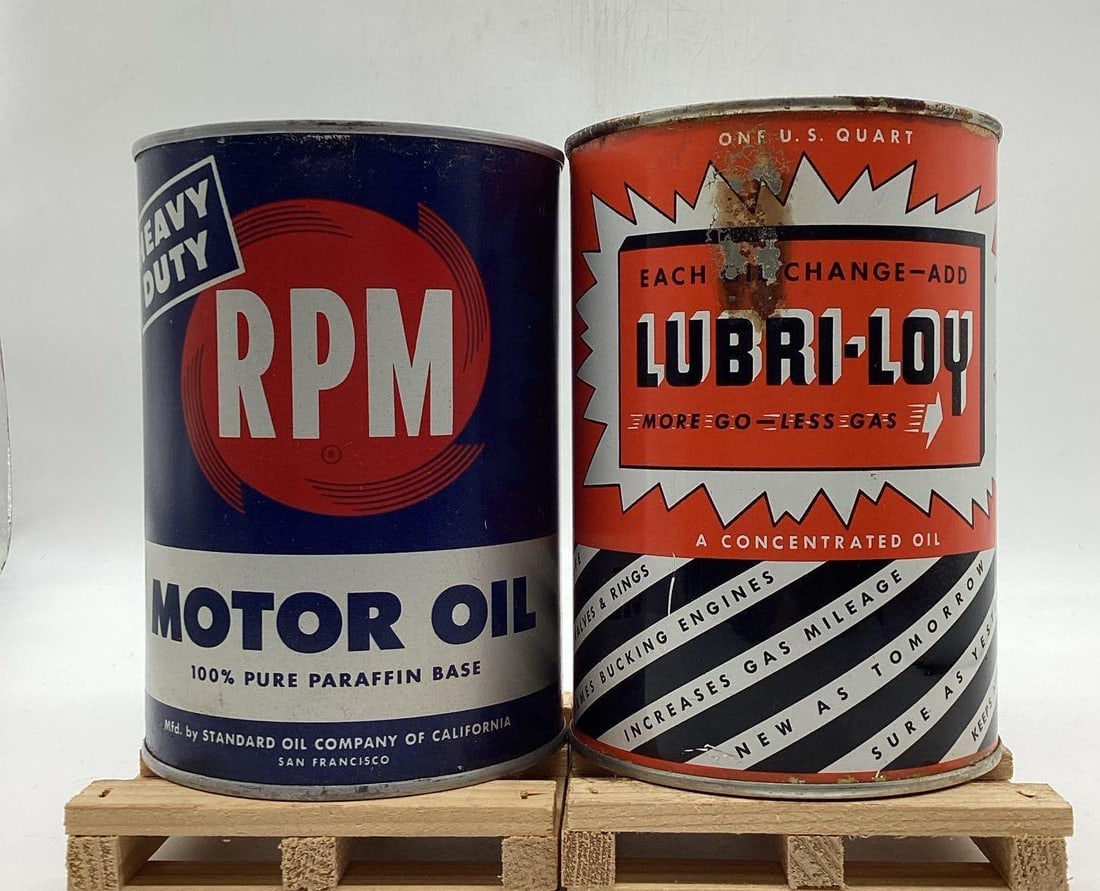 HEAVY
DUTY
RPM
®
MOTOR OIL
100% PURE PARAFFIN BASE
Mfd. by STANDARD OIL COMPANY OF CALIFORNIA
SAN FRANCISCO
ONE U.S. QUART
EACH OIL CHANGE—ADD
LUBRI-LOY
MORE GO—LESS GAS
A CONCENTRATED OIL
VALVES & RINGS
BUCKING ENGINES
INCREASES GAS MILEAGE
NEW AS TOMORROW
SURE AS
KEEPS